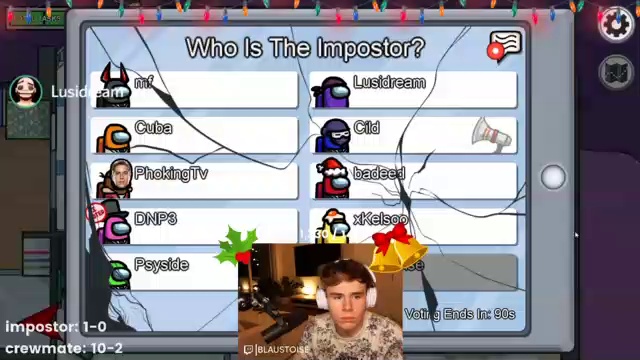 Who Is The Impostor?
mf
Lusidream
Lusidream
Cuba
Cild
PhokingTv
badeed
DNP3
xKelsoo
Psyside
Voting Ends In: 90s
impostor: 1-0
crewmate: 10-2
BLAUSTOISE